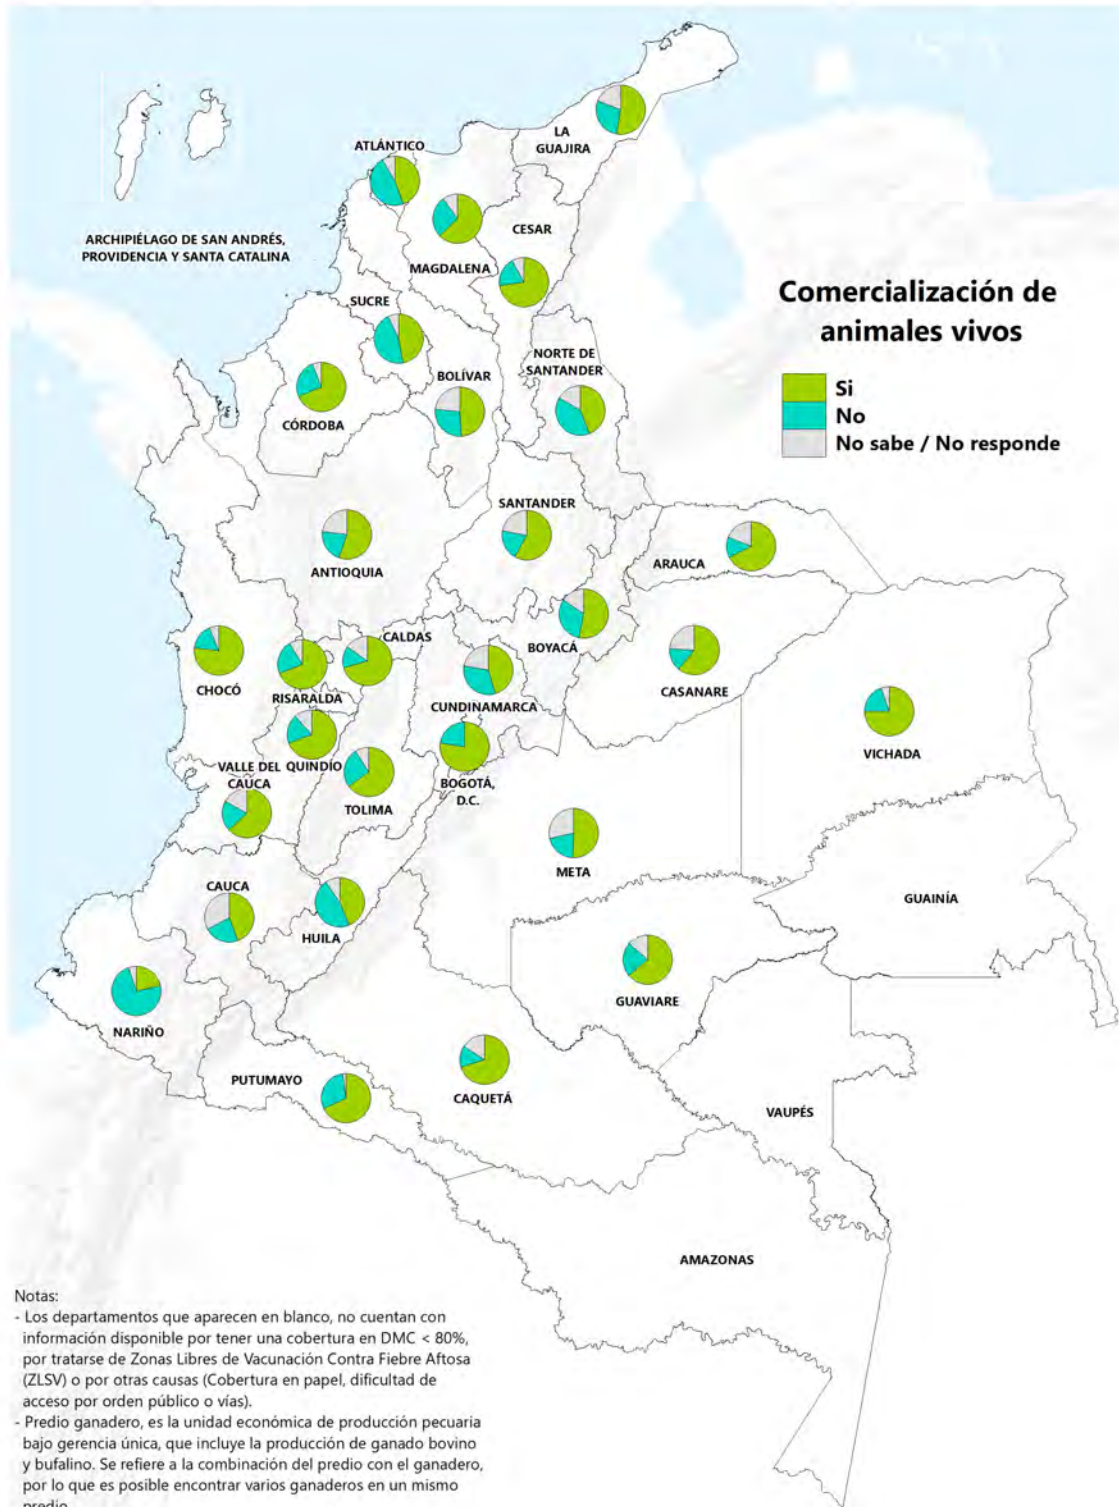 LA
GUAJIRA
ATLÁNTICO
CESAR
ARCHIPIÉLAGO DE SAN ANDRÉS,
PROVIDENCIA Y SANTA CATALINA
MAGDALENA
Comercialización de
animales vivos
SUCRE
NORTE DE
SANTANDER
BOLÍVAR
Si
No
No sabe / No responde
CÓRDOBA
SANTANDER
ARAUCA
ANTIOQUIA
CALDAS
BOYACÁ
CHOCÓ
RISARALDA
CUNDINAMARCA
CASANARE
VICHADA
VALLE DEL
CAUCA
QUINDÍO
TOLIMA
BOGOTÁ,
D.C.
META
CAUCA
GUAINÍA
HUILA
GUAVIARE
NARIÑO
PUTUMAYO
CAQUETÁ
VAUPÉS
AMAZONAS
Notas:
- Los departamentos que aparecen en blanco, no cuentan con
información disponible por tener una cobertura en DMC < 80%,
por tratarse de Zonas Libres de Vacunación Contra Fiebre Aftosa
(ZLSV) o por otras causas (Cobertura en papel, dificultad de
acceso por orden público o vías).
- Predio ganadero, es la unidad económica de producción pecuaria
bajo gerencia única, que incluye la producción de ganado bovino
y bufalino. Se refiere a la combinación del predio con el ganadero,
por lo que es posible encontrar varios ganaderos en un mismo
predio